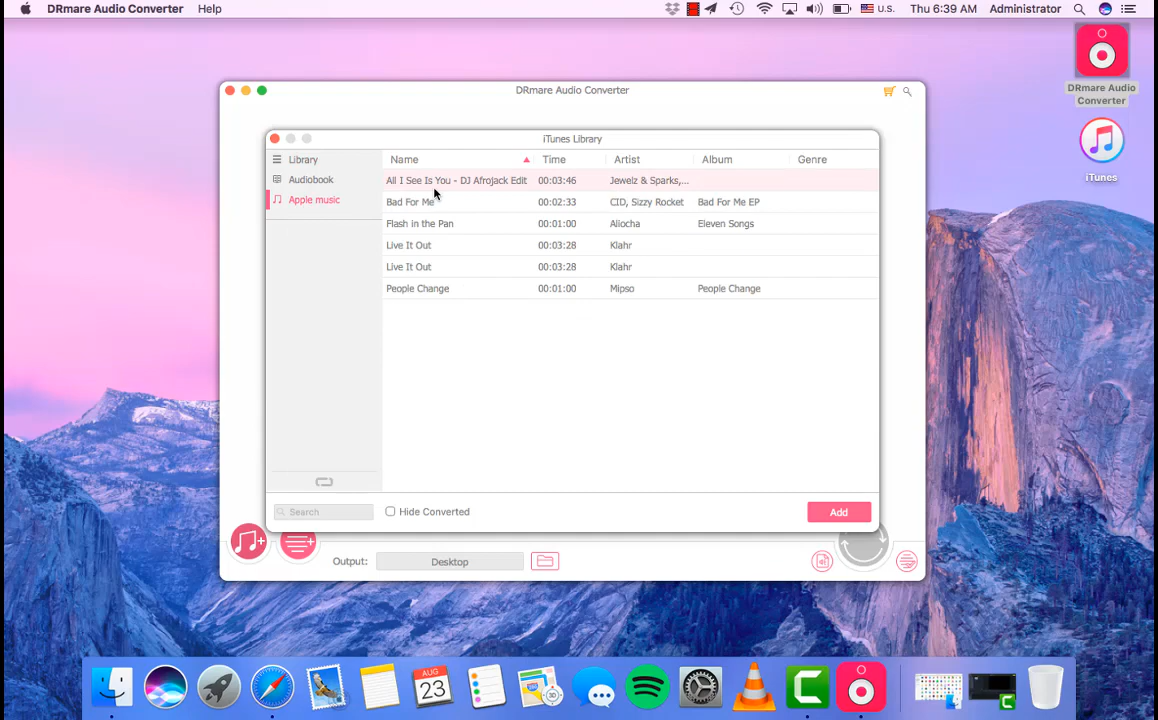 DRmare Audio Converter Help U.S. Thu 6:39 AM Administrator
DRmare Audio Converter
DRmare Audio
Converter
iTunes
iTunes Library
Library
Audiobook
Apple music
Name Time Artist Album Genre
All I See Is You - DJ Afrojack Edit 00:03:46 Jewelz & Sparks,...
Bad For Me 00:02:33 CID, Sizzy Rocket Bad For Me EP
Flash in the Pan 00:01:00 Aliocha Eleven Songs
Live It Out 00:03:28 Klahr
Live It Out 00:03:28 Klahr
People Change 00:01:00 Mipso People Change
Search Hide Converted Add
Output: Desktop
AUG
23
30